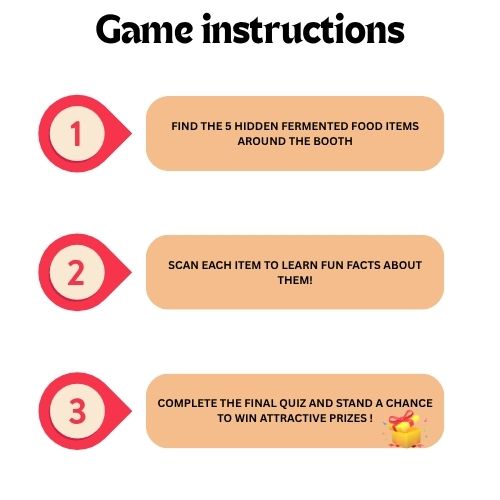 Game instructions
1
FIND THE 5 HIDDEN FERMENTED FOOD ITEMS
AROUND THE BOOTH
2
SCAN EACH ITEM TO LEARN FUN FACTS ABOUT
THEM!
3
COMPLETE THE FINAL QUIZ AND STAND A CHANCE
TO WIN ATTRACTIVE PRIZES !